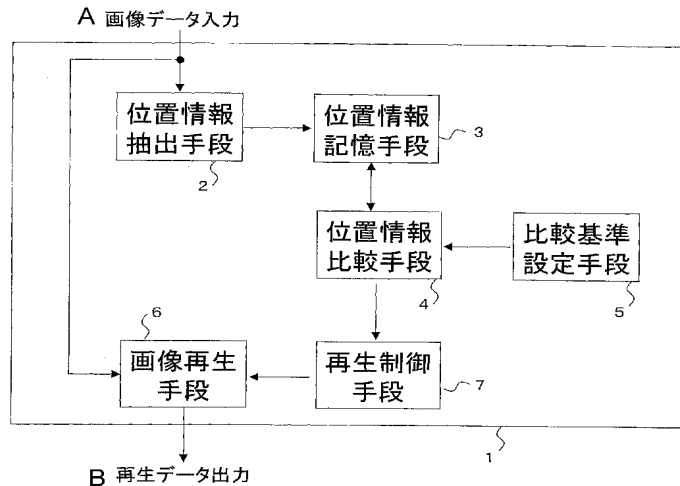 A 画像データ入力
位置情報
抽出手段
2
位置情報
記憶手段
3
位置情報
比較手段
4
比較基準
設定手段
5
6
画像再生
手段
再生制御
手段
7
1
B 再生データ出力